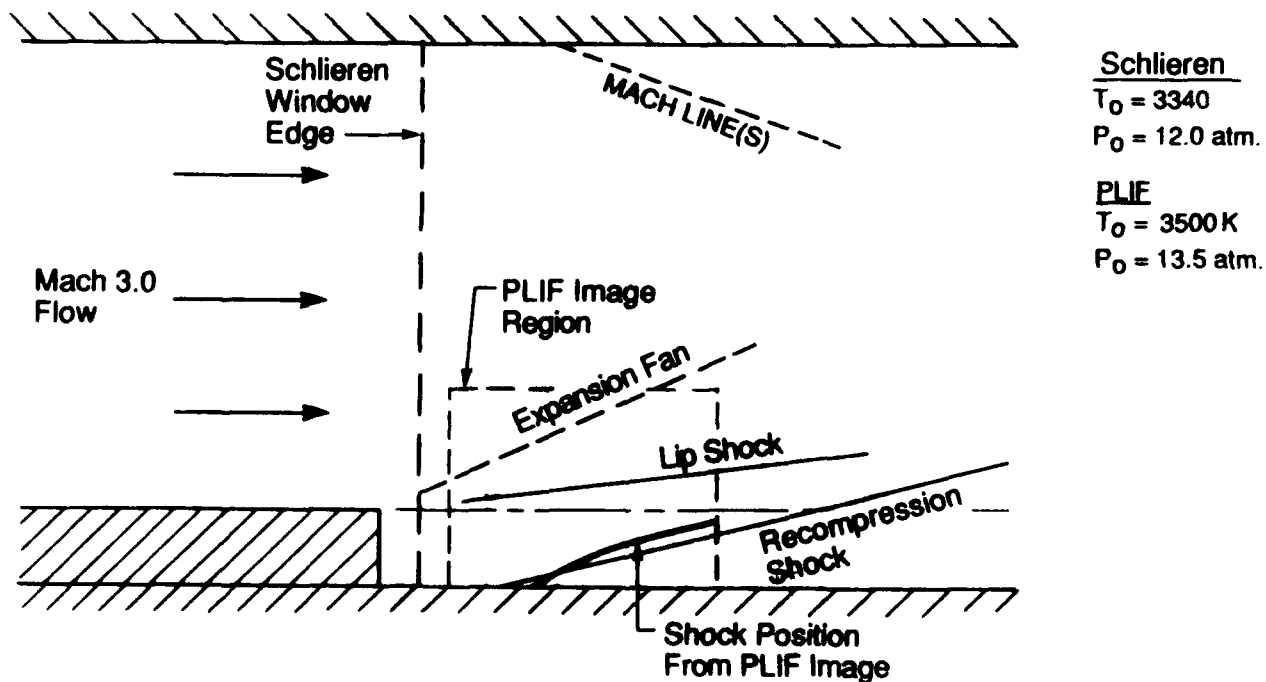 Schlieren
Window
Edge
MACH LINE(S)
Schlieren
T₀ = 3340
P₀ = 12.0 atm.
PLIF
T₀ = 3500 K
P₀ = 13.5 atm.
Mach 3.0
Flow
PLIF Image
Region
Expansion Fan
Lip Shock
Recompression
Shock
Shock Position
From PLIF Image